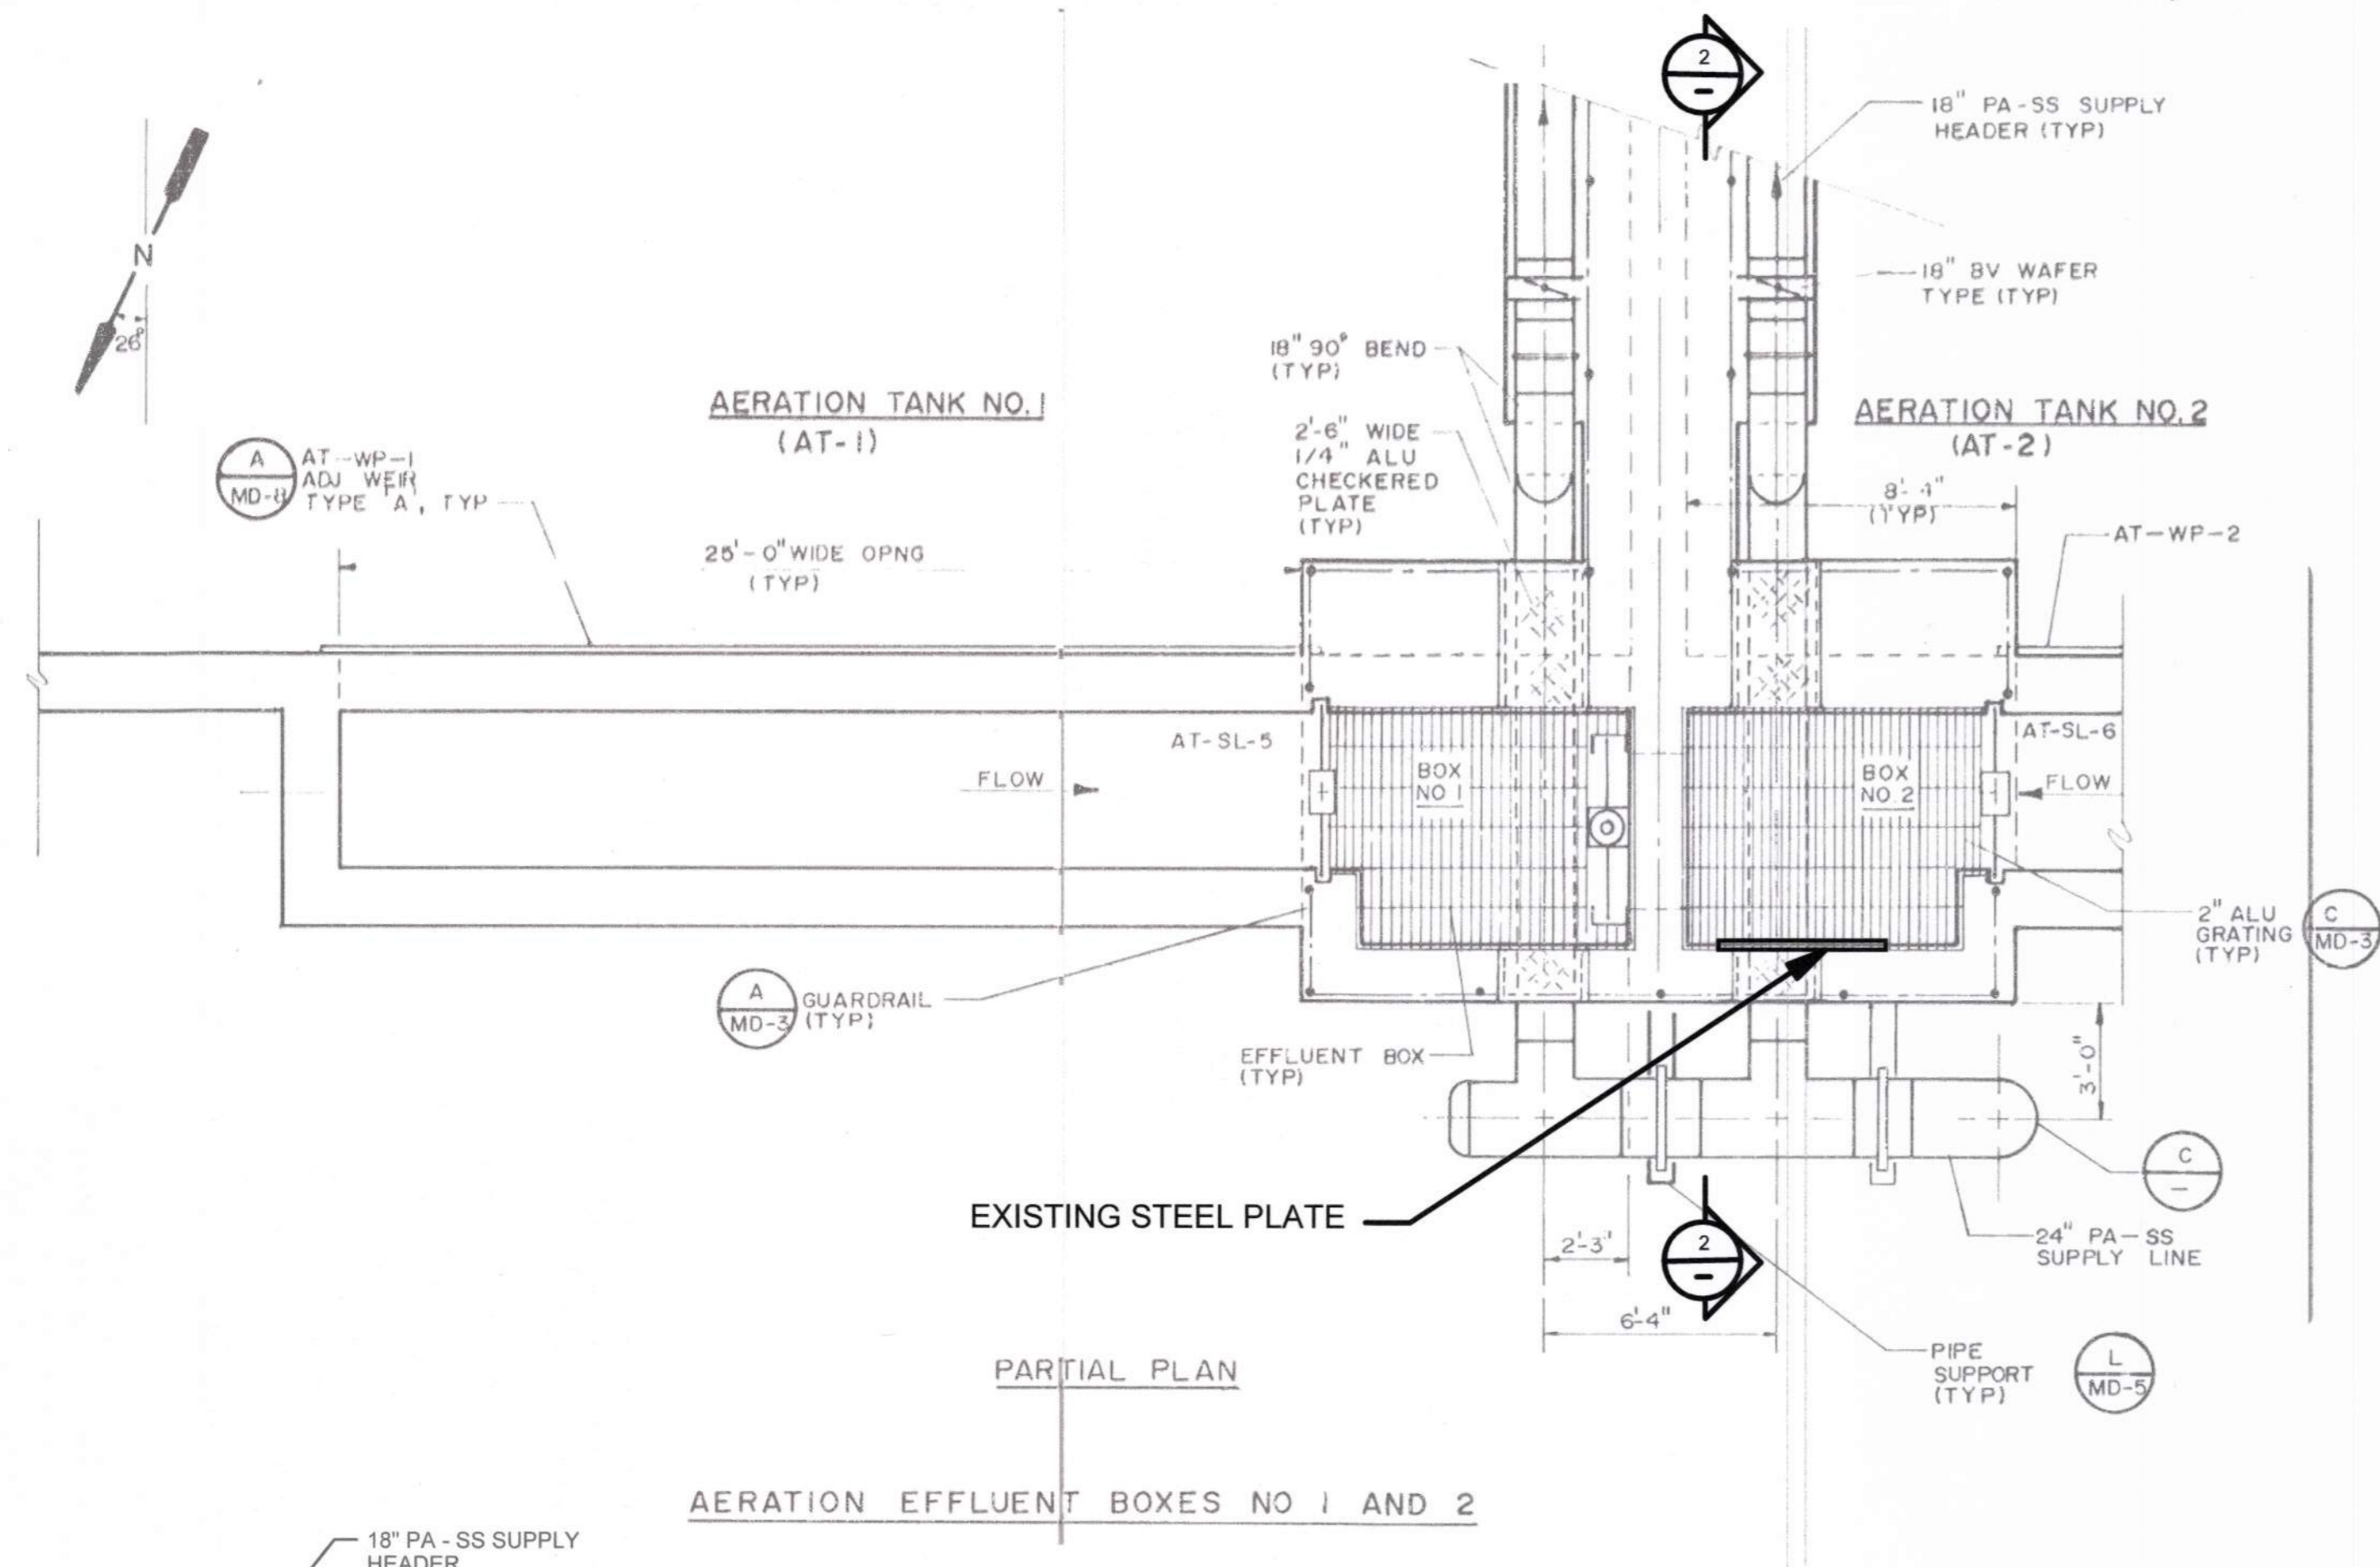 2
-
18" PA-SS SUPPLY
HEADER (TYP)
N
26°
18" BV WAFER
TYPE (TYP)
18" 90° BEND
(TYP)
AERATION TANK NO. 1
(AT-1)
2'-6" WIDE
1/4" ALU
CHECKERED
PLATE
(TYP)
AERATION TANK NO. 2
(AT-2)
A
MD-8
AT-WP-1
ADJ WEIR
TYPE 'A', TYP
8'-4"
(TYP)
AT-WP-2
25'-0" WIDE OPNG
(TYP)
AT-SL-5
AT-SL-6
FLOW
BOX
NO 1
BOX
NO. 2
FLOW
2" ALU
GRATING
(TYP)
C
MD-3
A
MD-3
GUARDRAIL
(TYP)
EFFLUENT BOX
(TYP)
3'-0"
C
-
EXISTING STEEL PLATE
2'-3"
2
-
24" PA-SS
SUPPLY LINE
6'-4"
PIPE
SUPPORT
(TYP)
L
MD-5
PARTIAL PLAN
AERATION EFFLUENT BOXES NO 1 AND 2
18" PA - SS SUPPLY
HEADER